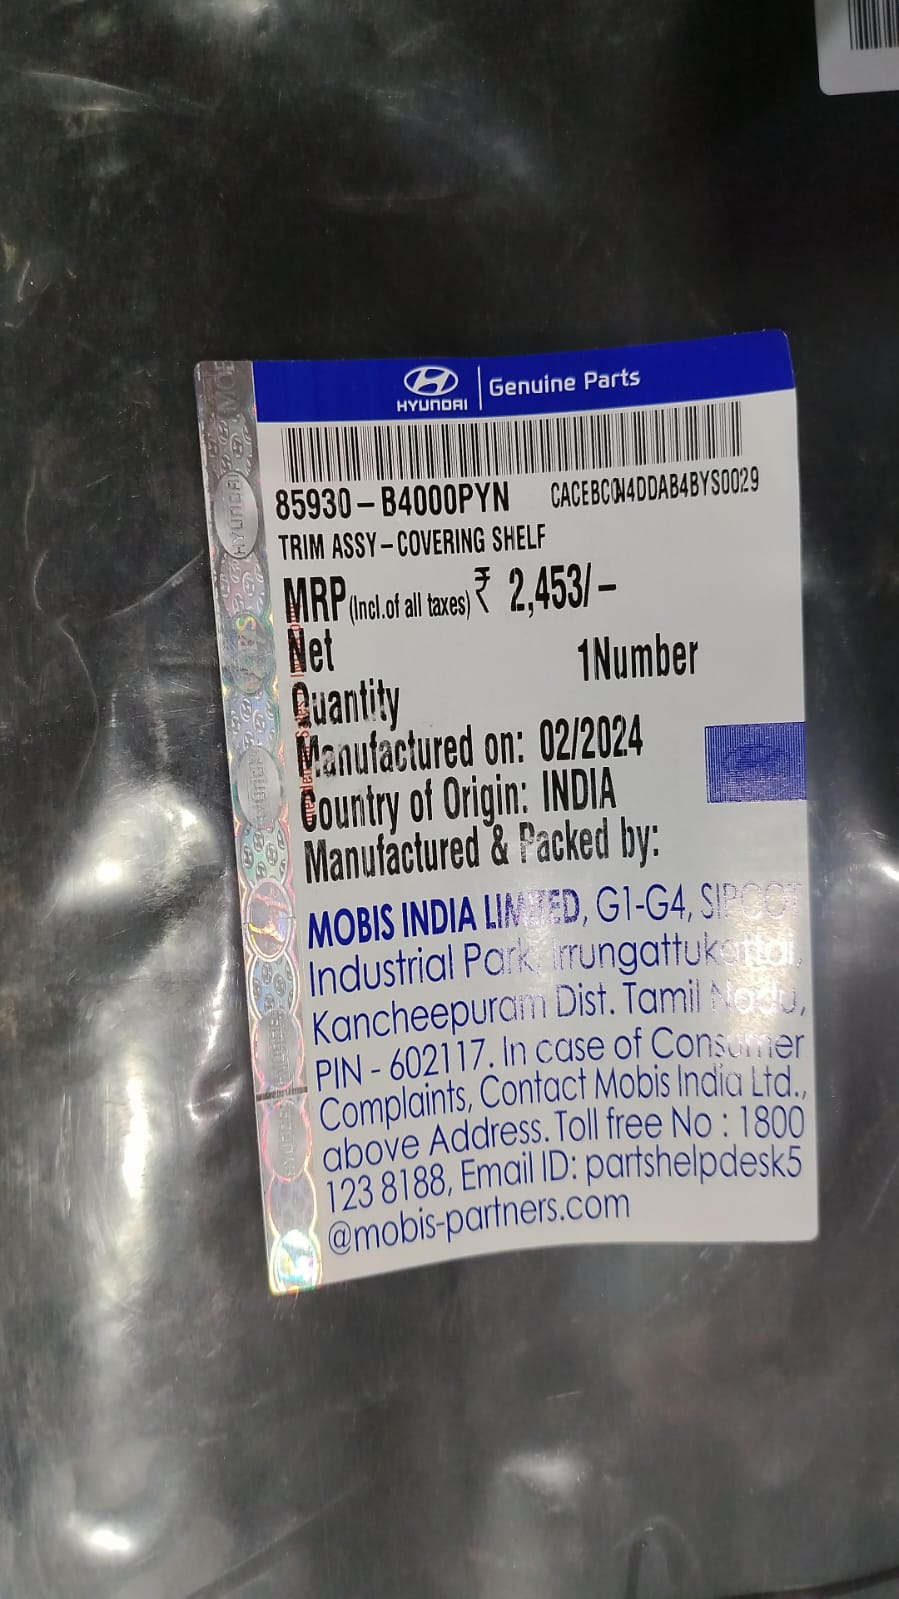 HYUNDAI | Genuine Parts
85930-B4000PYN
TRIM ASSY-COVERING SHELF
MRP (Incl.of all taxes) ₹ 2,453/-
Net 1Number
Quantity
Manufactured on: 02/2024
Country of Origin: INDIA
Manufactured & Packed by:
MOBIS INDIA LIMITED, G1-G4, SIPCOT
Industrial Park, Irrungattukottai,
Kancheepuram Dist. Tamil Nadu,
PIN - 602117. In case of Consumer
Complaints, Contact Mobis India Ltd.,
above Address. Toll free No : 1800
123 8188, Email ID: partshelpdesk5
@mobis-partners.com
HYUNDAI
HYUNDAI